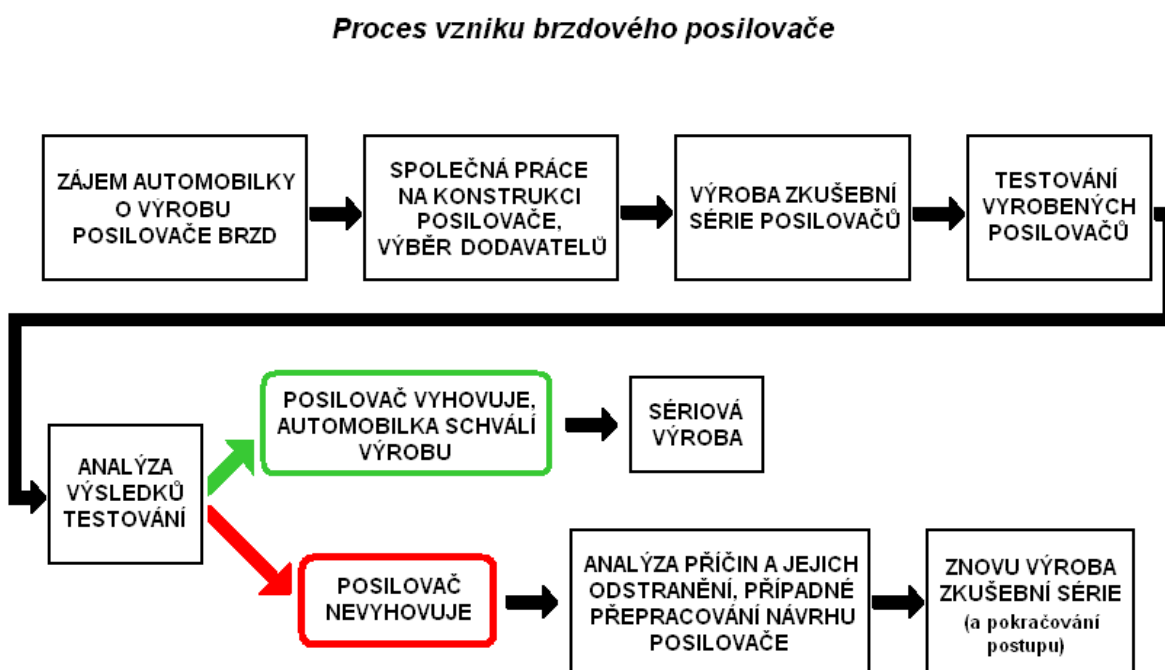 Proces vzniku brzdového posilovače
ZÁJEM AUTOMOBILKY
O VÝROBU
POSILOVAČE BRZD
SPOLEČNÁ PRÁCE
NA KONSTRUKCI
POSILOVAČE,
VÝBĚR DODAVATELŮ
VÝROBA ZKUŠEBNÍ
SÉRIE POSILOVAČŮ
TESTOVÁNÍ
VYROBENÝCH
POSILOVAČŮ
ANALÝZA
VÝSLEDKŮ
TESTOVÁNÍ
POSILOVAČ VYHOVUJE,
AUTOMOBILKA SCHVÁLÍ
VÝROBU
SÉRIOVÁ
VÝROBA
POSILOVAČ
NEVYHOVUJE
ANALÝZA PŘÍČIN A JEJICH
ODSTRANĚNÍ, PŘÍPADNÉ
PŘEPRACOVÁNÍ NÁVRHU
POSILOVAČE
ZNOVU VÝROBA
ZKUŠEBNÍ SÉRIE
(a pokračování
postupu)